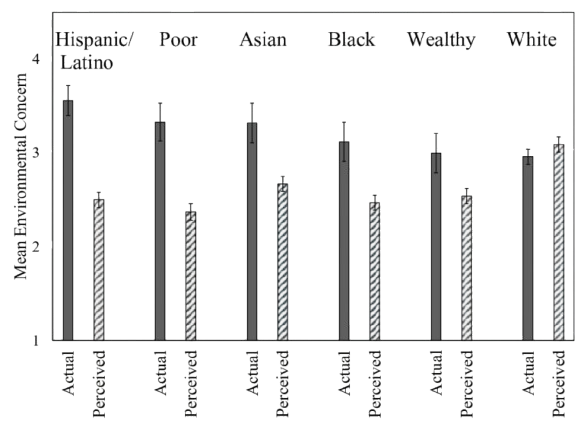 Hispanic/ Poor Asian Black Wealthy White
Latino
Mean Environmental Concern
4
3
2
1
Actual
Perceived
Actual
Perceived
Actual
Perceived
Actual
Perceived
Actual
Perceived
Actual
Perceived